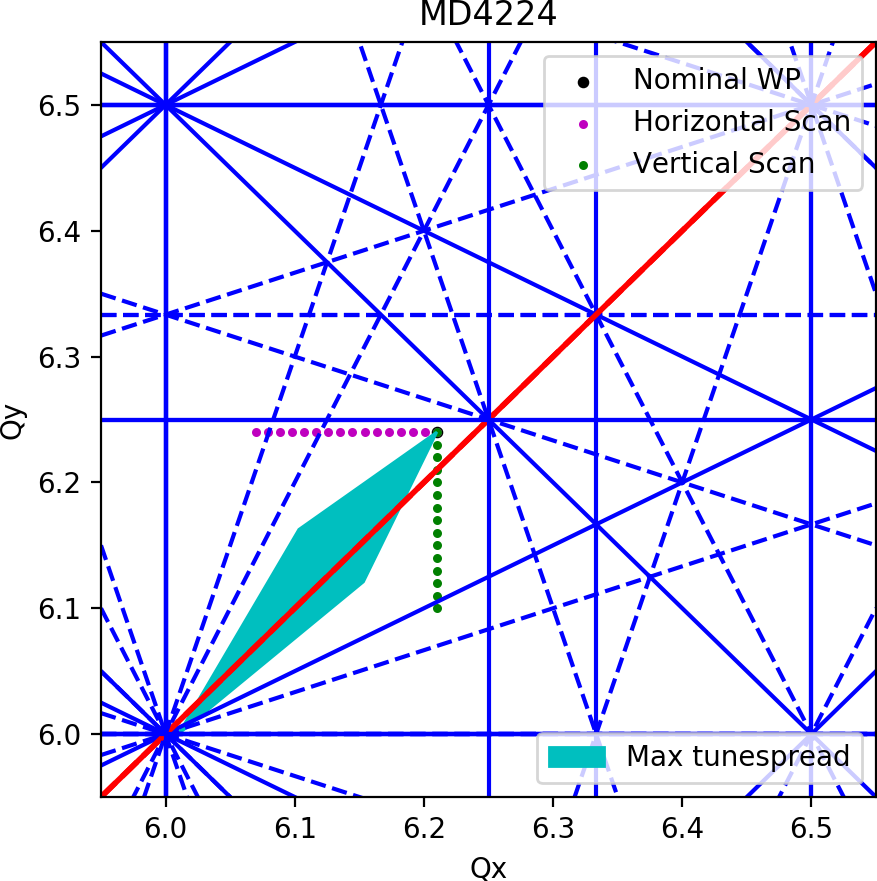 MD4224
Nominal WP
Horizontal Scan
Vertical Scan
6.5
6.4
6.3
6.2
6.1
6.0
Qy
Max tunespread
6.0 6.1 6.2 6.3 6.4 6.5
Qx